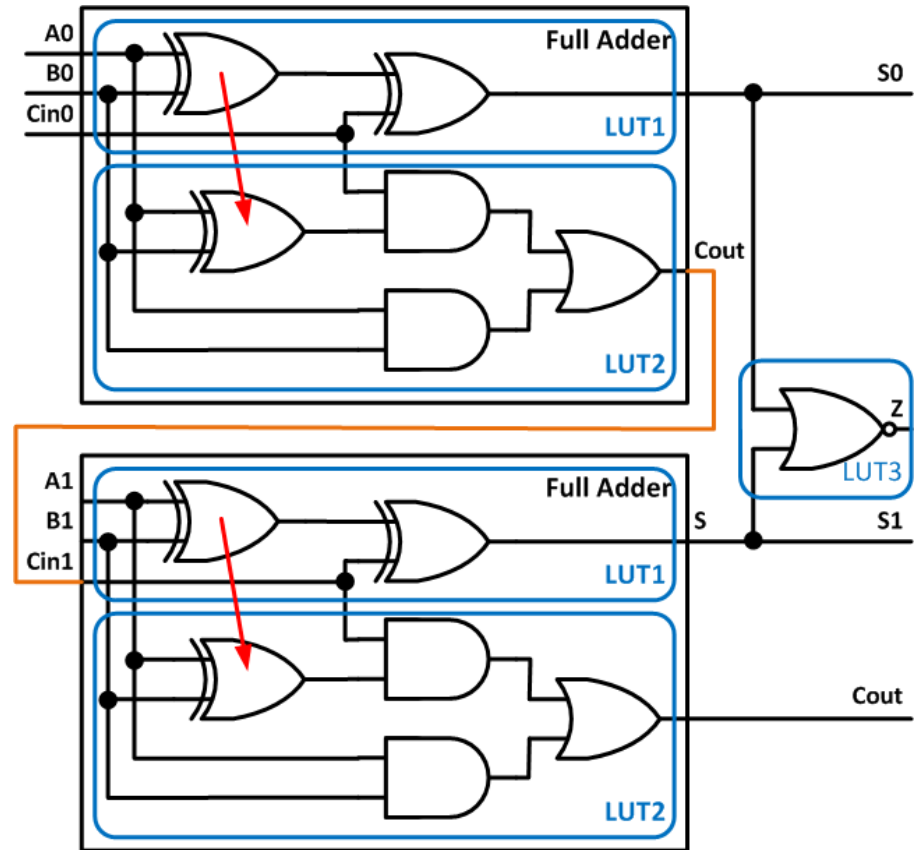 A0
Full Adder
B0
S0
Cin0
LUT1
Cout
LUT2
Z
LUT3
A1
Full Adder
B1
S
S1
Cin1
LUT1
Cout
LUT2